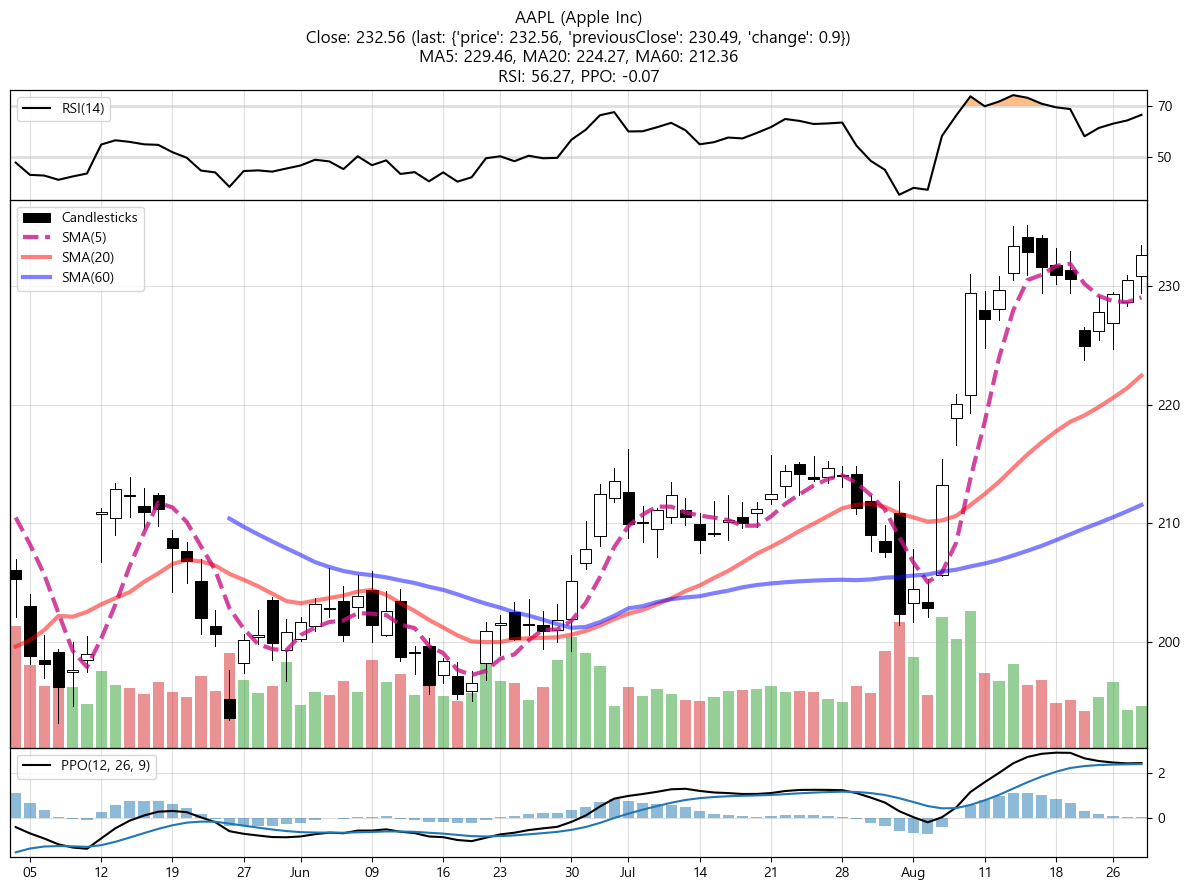 AAPL (Apple Inc)
Close: 232.56 (last: {'price': 232.56, 'previousClose': 230.49, 'change': 0.9})
MA5: 229.46, MA20: 224.27, MA60: 212.36
RSI: 56.27, PPO: -0.07
RSI(14)
70
50
Candlesticks
SMA(5)
SMA(20)
SMA(60)
230
220
210
200
PPO(12, 26, 9)
2
0
05 12 19 27 Jun 09 16 23 30 Jul 14 21 28 Aug 11 18 26